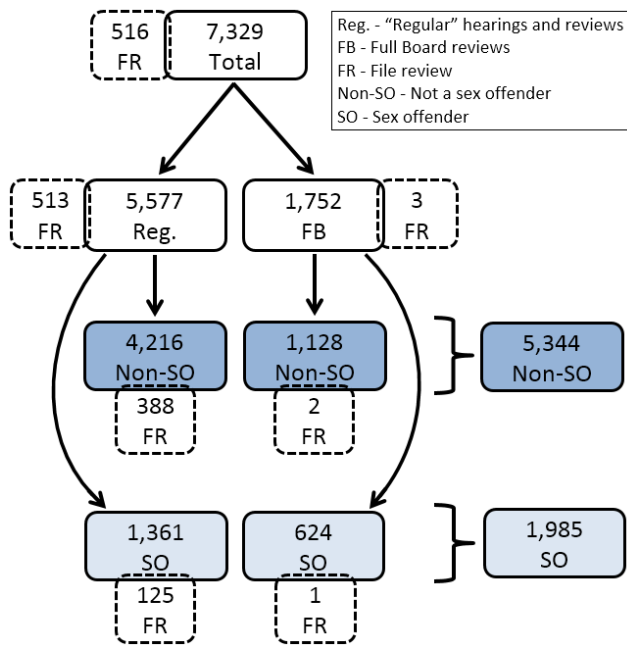 516
FR
7,329
Total
Reg. - “Regular” hearings and reviews
FB - Full Board reviews
FR - File review
Non-SO - Not a sex offender
SO - Sex offender
513
FR
5,577
Reg.
1,752
FB
3
FR
4,216
Non-SO
388
FR
1,128
Non-SO
2
FR
5,344
Non-SO
1,361
SO
125
FR
624
SO
1
FR
1,985
SO